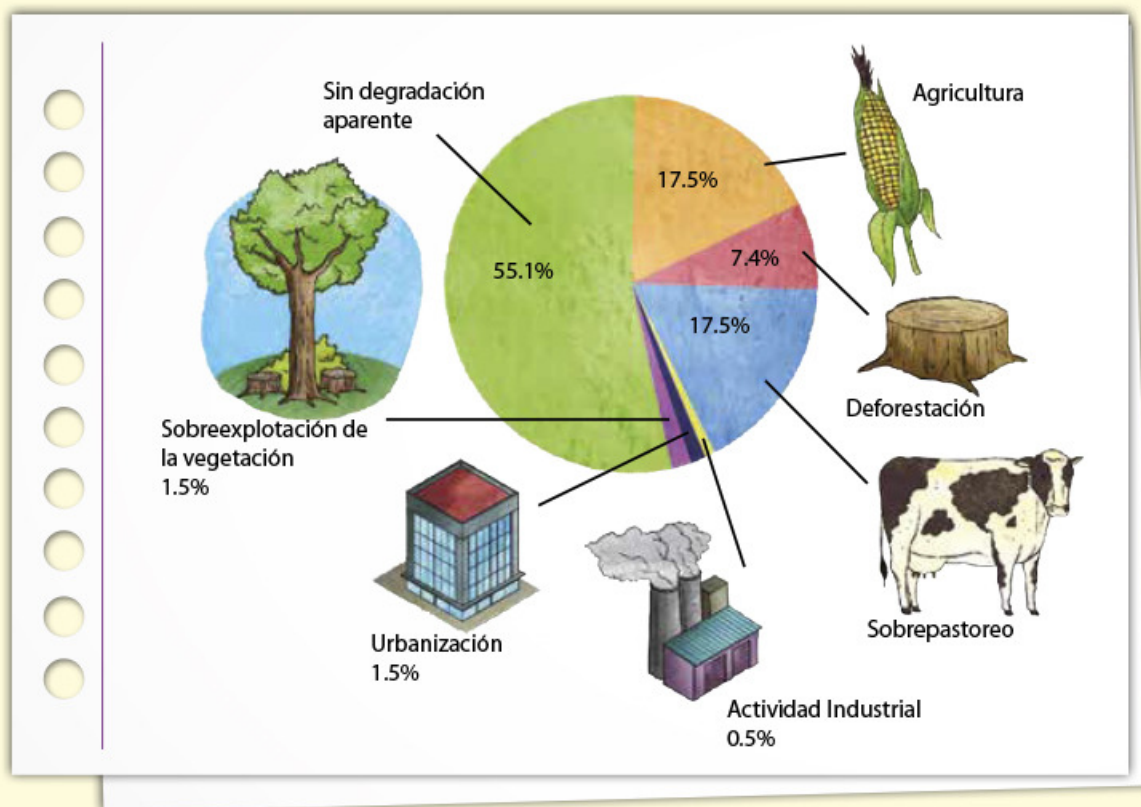 Sin degradación
aparente
Agricultura
17.5%
7.4%
55.1%
17.5%
Deforestación
Sobreexplotación de
la vegetación
1.5%
Sobrepastoreo
Urbanización
1.5%
Actividad Industrial
0.5%